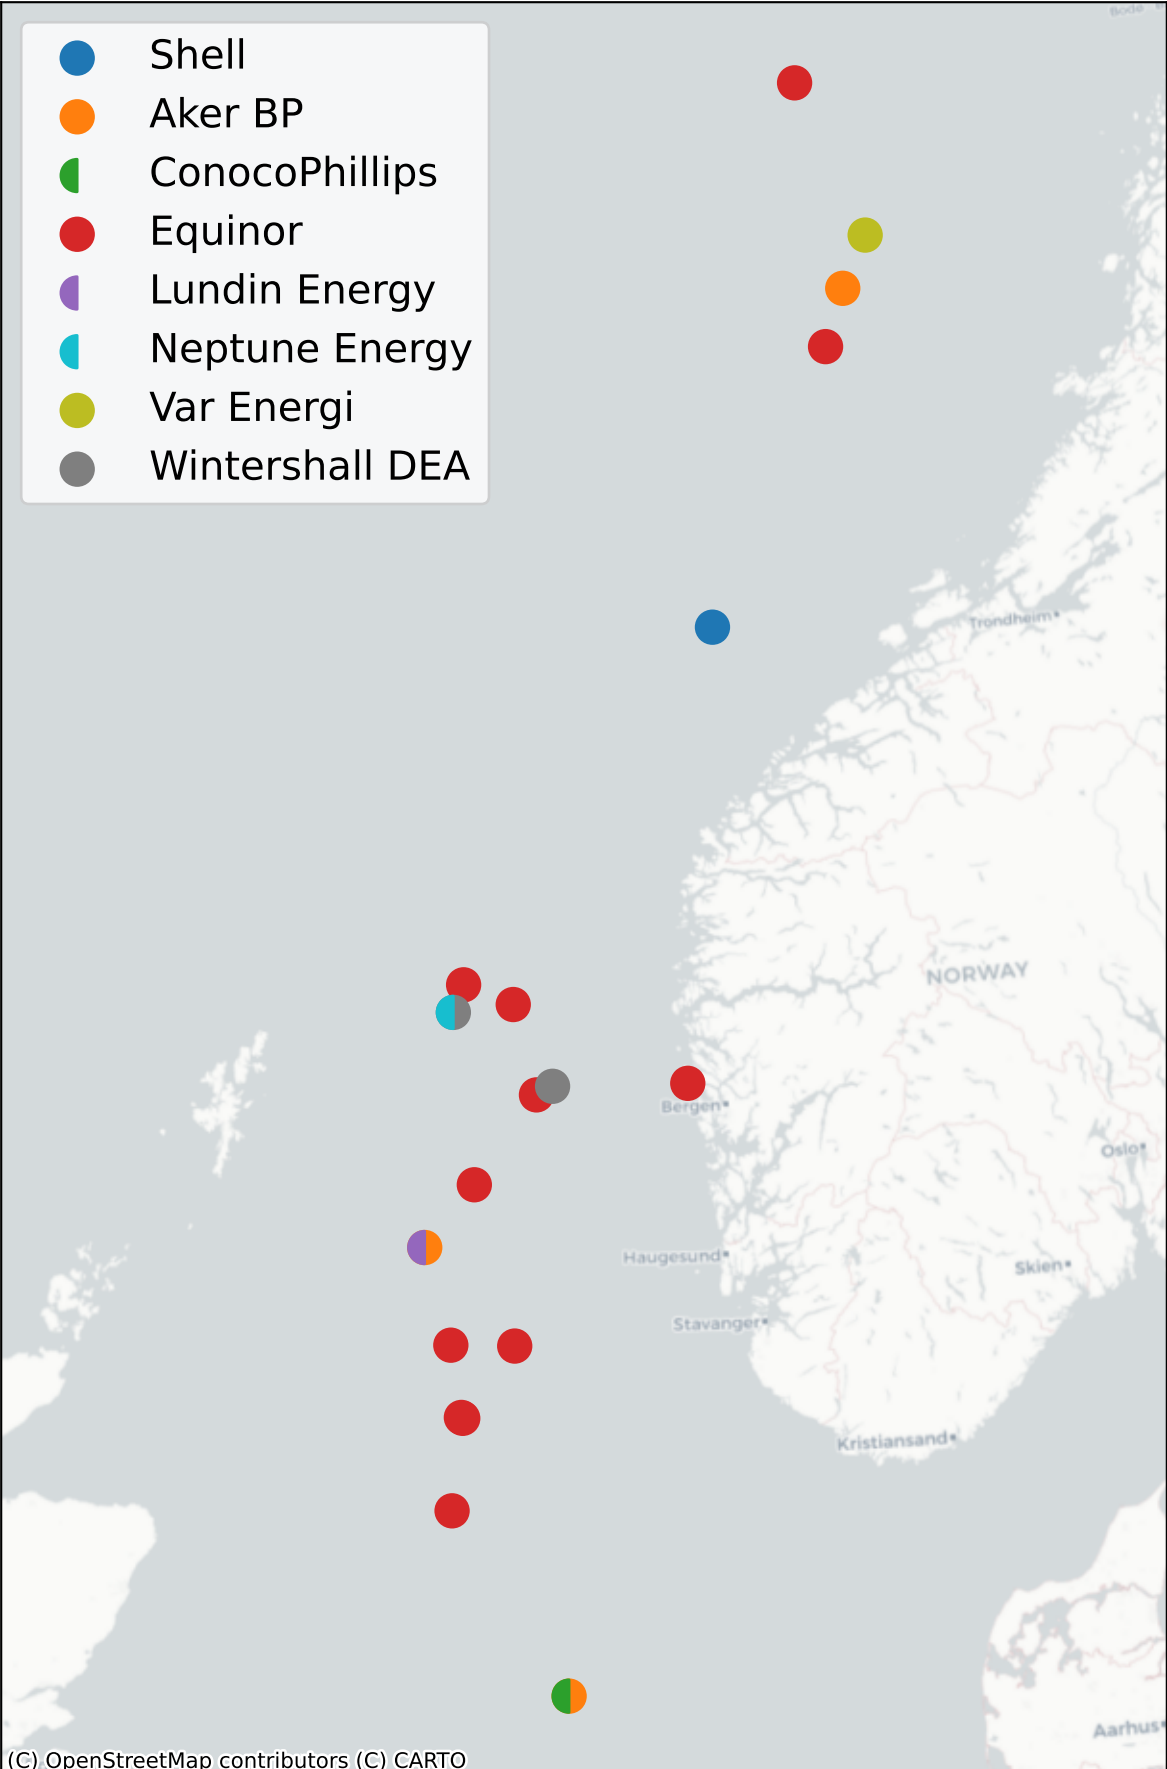 Shell
Aker BP
ConocoPhillips
Equinor
Lundin Energy
Neptune Energy
Var Energi
Wintershall DEA
Bodø
Trondheim
NORWAY
Bergen
Oslo
Haugesund
Skien
Stavanger
Kristiansand
Aarhus
(C) OpenStreetMap contributors (C) CARTO